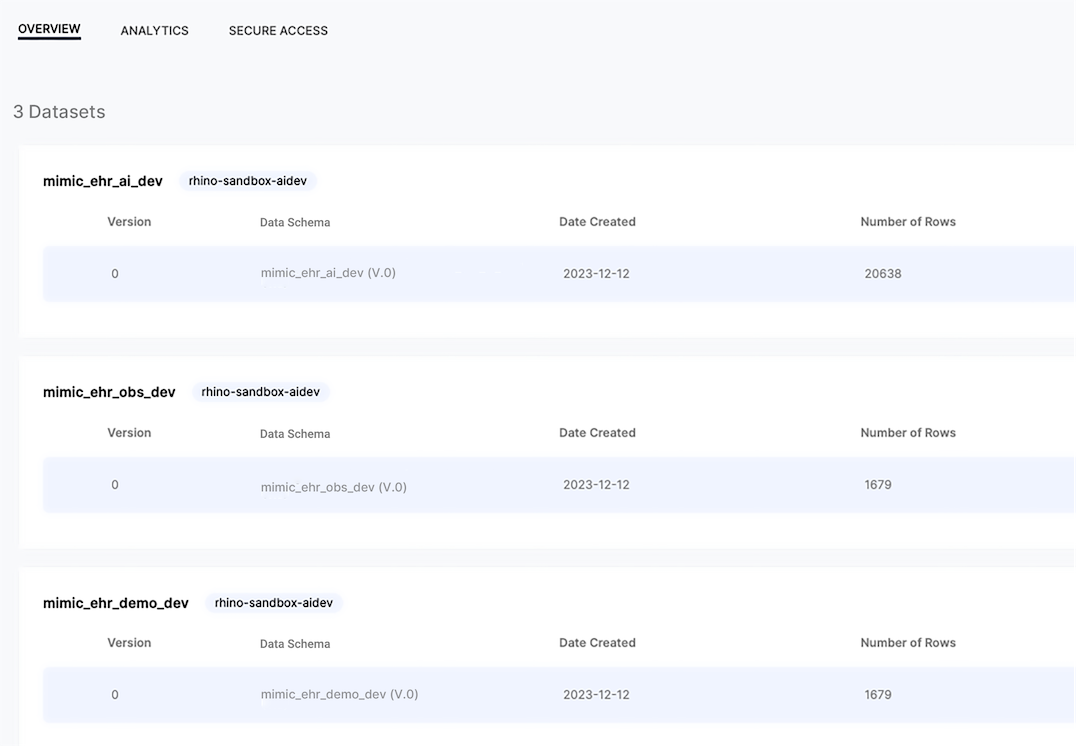 OVERVIEW ANALYTICS SECURE ACCESS
3 Datasets
mimic_ehr_ai_dev rhino-sandbox-aidev
Version Data Schema Date Created Number of Rows
0 mimic_ehr_ai_dev (V.0) 2023-12-12 20638
mimic_ehr_obs_dev rhino-sandbox-aidev
Version Data Schema Date Created Number of Rows
0 mimic_ehr_obs_dev (V.0) 2023-12-12 1679
mimic_ehr_demo_dev rhino-sandbox-aidev
Version Data Schema Date Created Number of Rows
0 mimic_ehr_demo_dev (V.0) 2023-12-12 1679